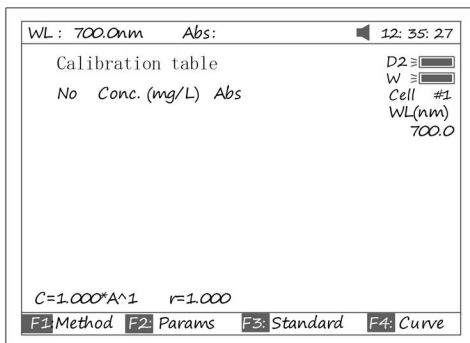 WL: 700.0nm Abs: 12: 35: 27
Calibration table D2
W
No Conc. (mg/L) Abs Cell #1
WL(nm)
700.0
C=1.000*A^1 r=1.000
F1:Method F2: Params F3: Standard F4: Curve